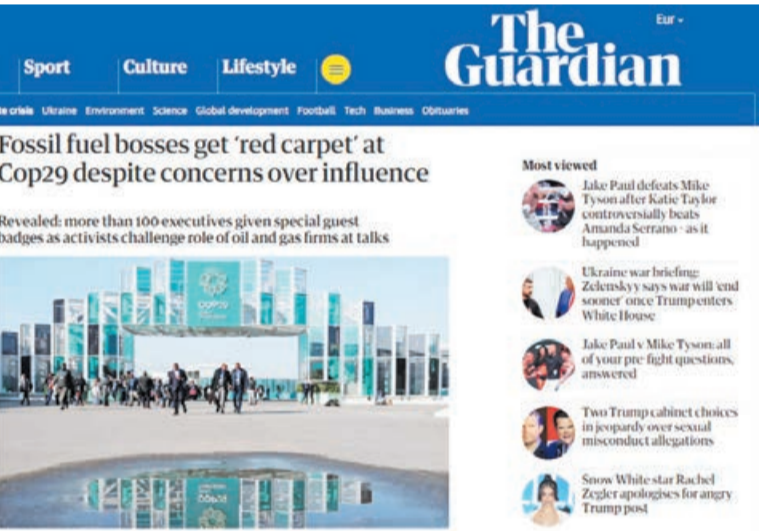 The
Guardian
Eur
Sport Culture Lifestyle
te crisis Ukraine Environment Science Global development Football Tech Business Obituaries
Fossil fuel bosses get 'red carpet' at
Cop29 despite concerns over influence
Revealed: more than 100 executives given special guest
badges as activists challenge role of oil and gas firms at talks
COP29
Most viewed
Jake Paul defeats Mike
Tyson after Katie Taylor
controversially beats
Amanda Serrano - as it
happened
Ukraine war briefing:
Zelenskyy says war will 'end
sooner' once Trump enters
White House
Jake Paul v Mike Tyson: all
of your pre-fight questions,
answered
Two Trump cabinet choices
in jeopardy over sexual
misconduct allegations
Snow White star Rachel
Zegler apologises for angry
Trump post